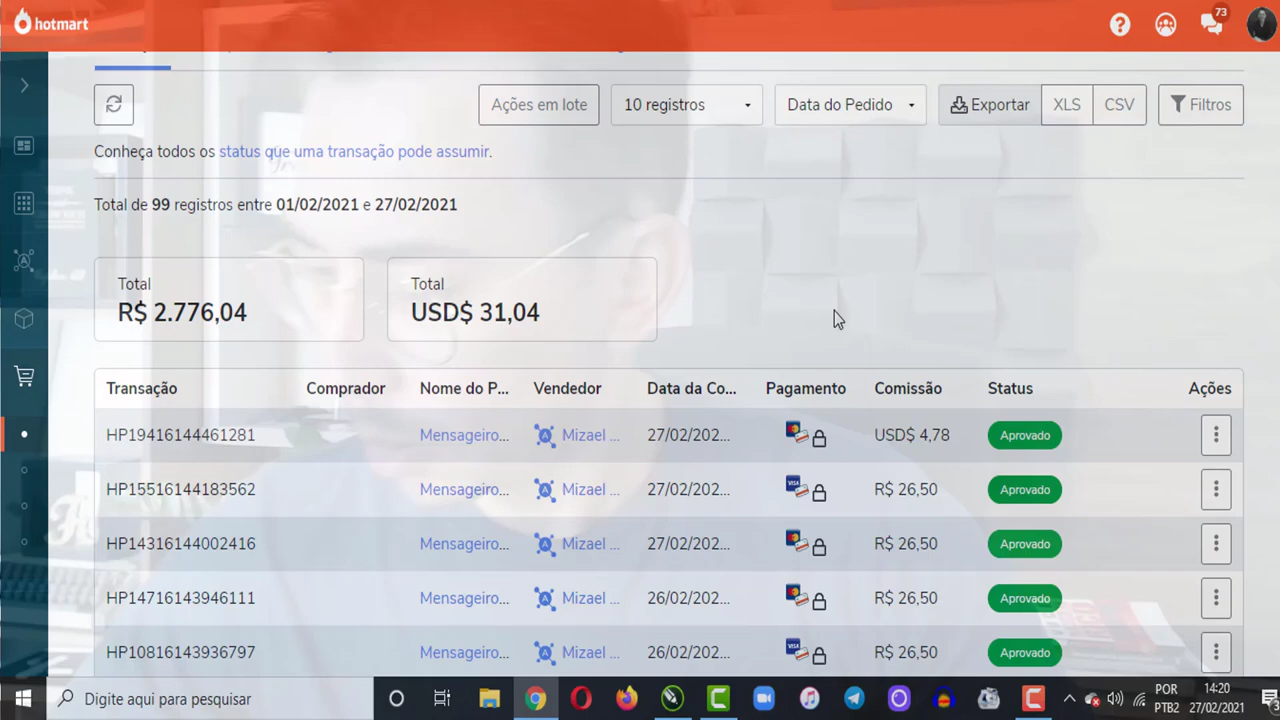 hotmart
73
Ações em lote 10 registros Data do Pedido Exportar XLS CSV Filtros
Conheça todos os status que uma transação pode assumir.
Total de 99 registros entre 01/02/2021 e 27/02/2021
Total Total
R$ 2.776,04 USD$ 31,04
Transação Comprador Nome do P... Vendedor Data da Co... Pagamento Comissão Status Ações
HP19416144461281 Mensageiro... Mizael ... 27/02/202... USD$ 4,78 Aprovado
HP15516144183562 Mensageiro... Mizael ... 27/02/202... VISA R$ 26,50 Aprovado
HP14316144002416 Mensageiro... Mizael ... 27/02/202... R$ 26,50 Aprovado
HP14716143946111 Mensageiro... Mizael ... 26/02/202... R$ 26,50 Aprovado
HP10816143936797 Mensageiro... Mizael ... 26/02/202... VISA R$ 26,50 Aprovado
Digite aqui para pesquisar POR 14:20
PTB2 27/02/2021